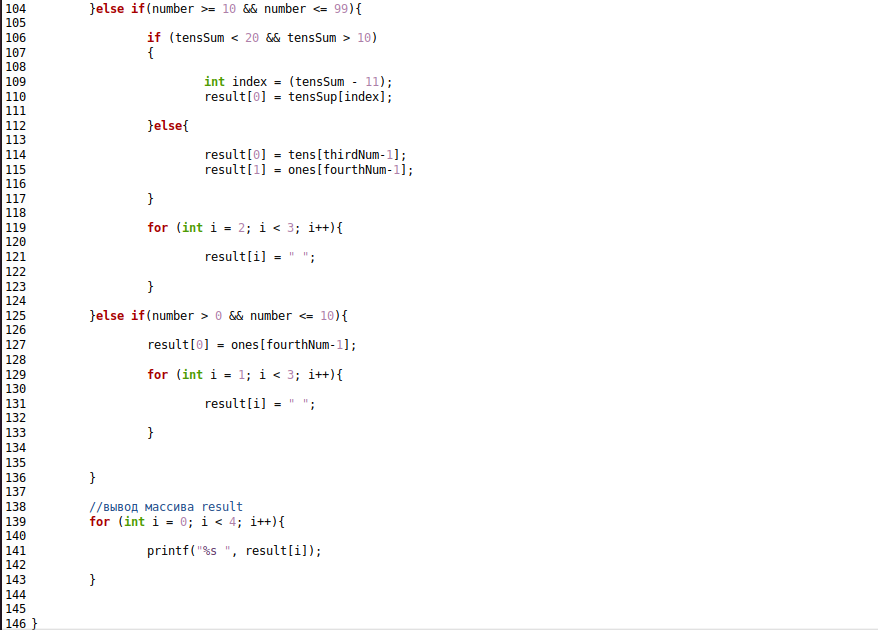 104 }else if(number >= 10 && number <= 99){
105
106 if (tensSum < 20 && tensSum > 10)
107 {
108
109 int index = (tensSum - 11);
110 result[0] = tensSup[index];
111
112 }else{
113
114 result[0] = tens[thirdNum-1];
115 result[1] = ones[fourthNum-1];
116
117 }
118
119 for (int i = 2; i < 3; i++){
120
121 result[i] = " ";
122
123 }
124
125 }else if(number > 0 && number <= 10){
126
127 result[0] = ones[fourthNum-1];
128
129 for (int i = 1; i < 3; i++){
130
131 result[i] = " ";
132
133 }
134
135
136 }
137
138 //вывод массива result
139 for (int i = 0; i < 4; i++){
140
141 printf("%s ", result[i]);
142
143 }
144
145
146 }